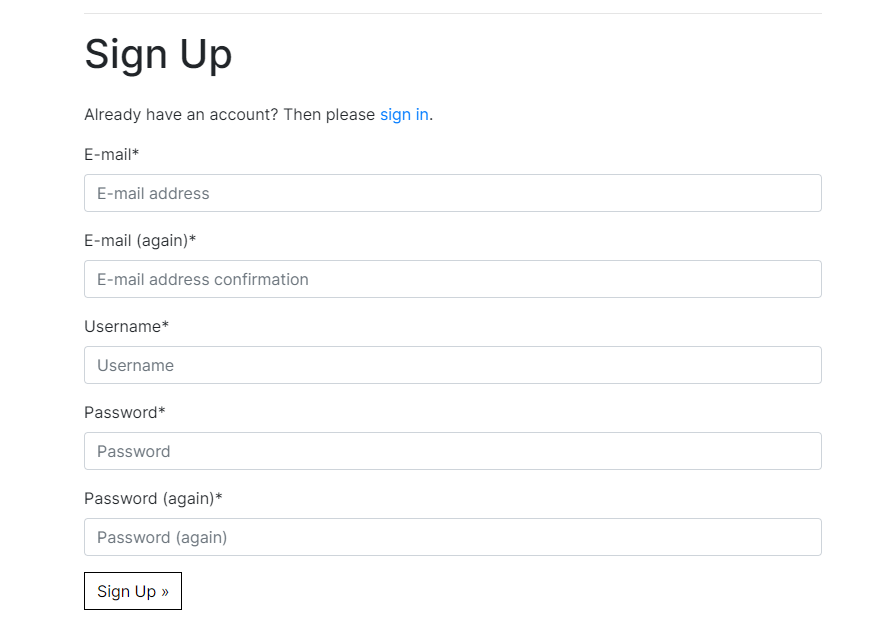 Sign Up
Already have an account? Then please sign in.
E-mail*
E-mail address
E-mail (again)*
E-mail address confirmation
Username*
Username
Password*
Password
Password (again)*
Password (again)
Sign Up »